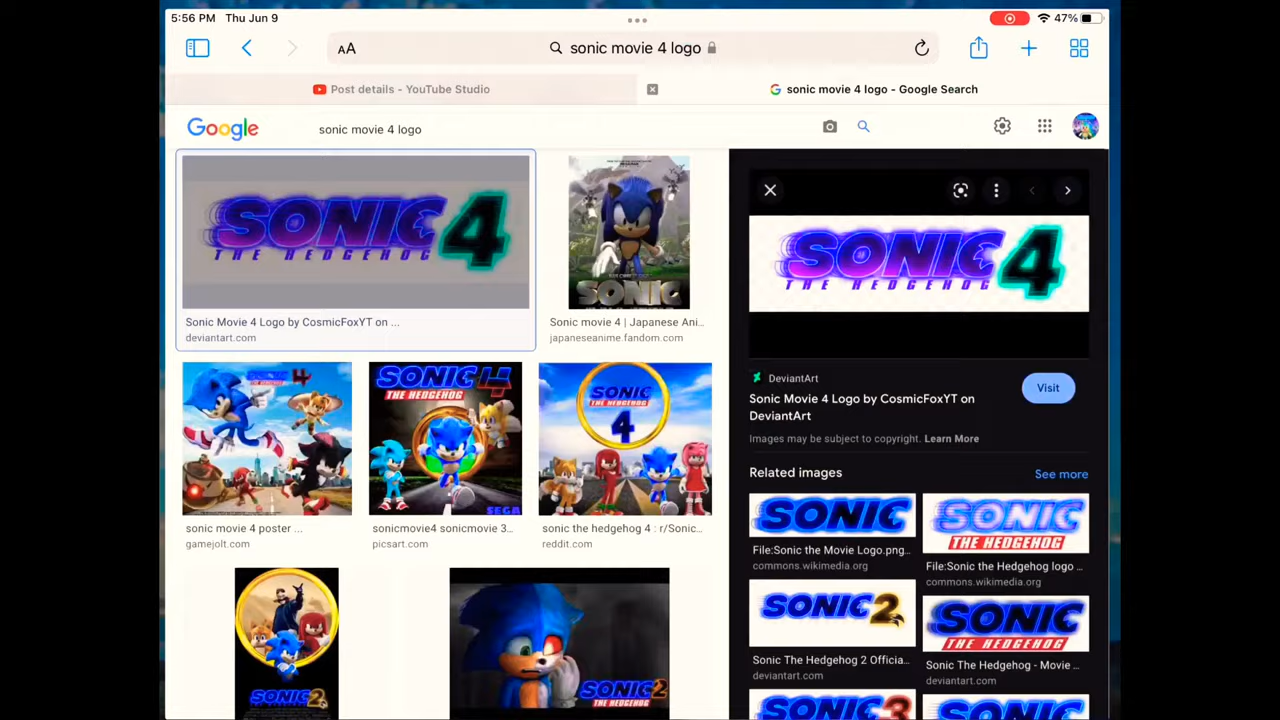 5:56 PM Thu Jun 9
47%
AA
sonic movie 4 logo
Post details - YouTube Studio
sonic movie 4 logo - Google Search
Google
sonic movie 4 logo
SONIC 4
THE HEDGEHOG
Sonic Movie 4 Logo by CosmicFoxYT on ...
deviantart.com
SONIC
Sonic movie 4 | Japanese Ani...
japaneseanime.fandom.com
sonic movie 4 poster ...
gamejolt.com
SONIC 4
THE HEDGEHOG
SEGA
sonicmovie4 sonicmovie 3...
picsart.com
SONIC
THE HEDGEHOG
4
sonic the hedgehog 4 : r/Sonic...
reddit.com
SONIC 2
SONIC 2
THE HEDGEHOG
SONIC 4
THE HEDGEHOG
DeviantArt
Visit
Sonic Movie 4 Logo by CosmicFoxYT on
DeviantArt
Images may be subject to copyright. Learn More
Related images
See more
SONIC
File:Sonic the Movie Logo.png...
commons.wikimedia.org
SONIC
THE HEDGEHOG
File:Sonic the Hedgehog logo ...
commons.wikimedia.org
SONIC 2
Sonic The Hedgehog 2 Officia...
deviantart.com
SONIC
THE HEDGEHOG
Sonic The Hedgehog - Movie ...
deviantart.com